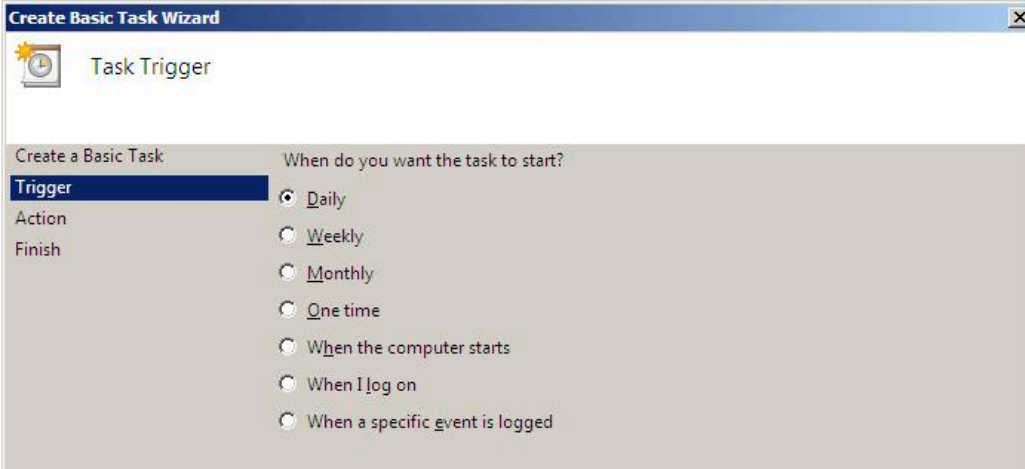 Create Basic Task Wizard
Task Trigger
Create a Basic Task
Trigger
Action
Finish
When do you want the task to start?
Daily
Weekly
Monthly
One time
When the computer starts
When I log on
When a specific event is logged